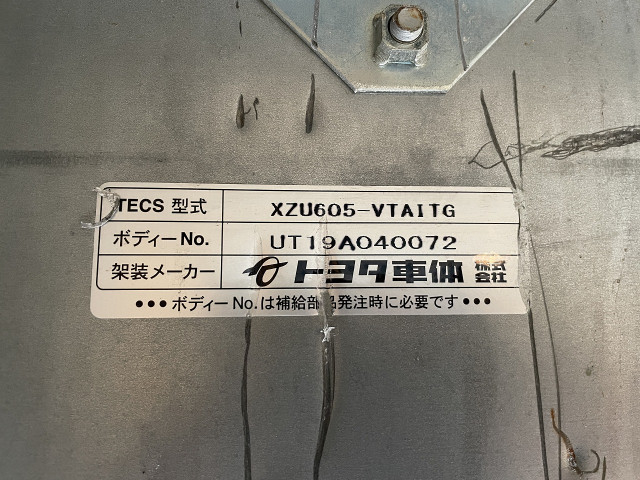 TECS 型式 XZU605-VTAITG
ボディーNo. UT19A040072
架装メーカー トヨタ車体 株式会社
●●●ボディーNo.は補給部品発注時に必要です●●●